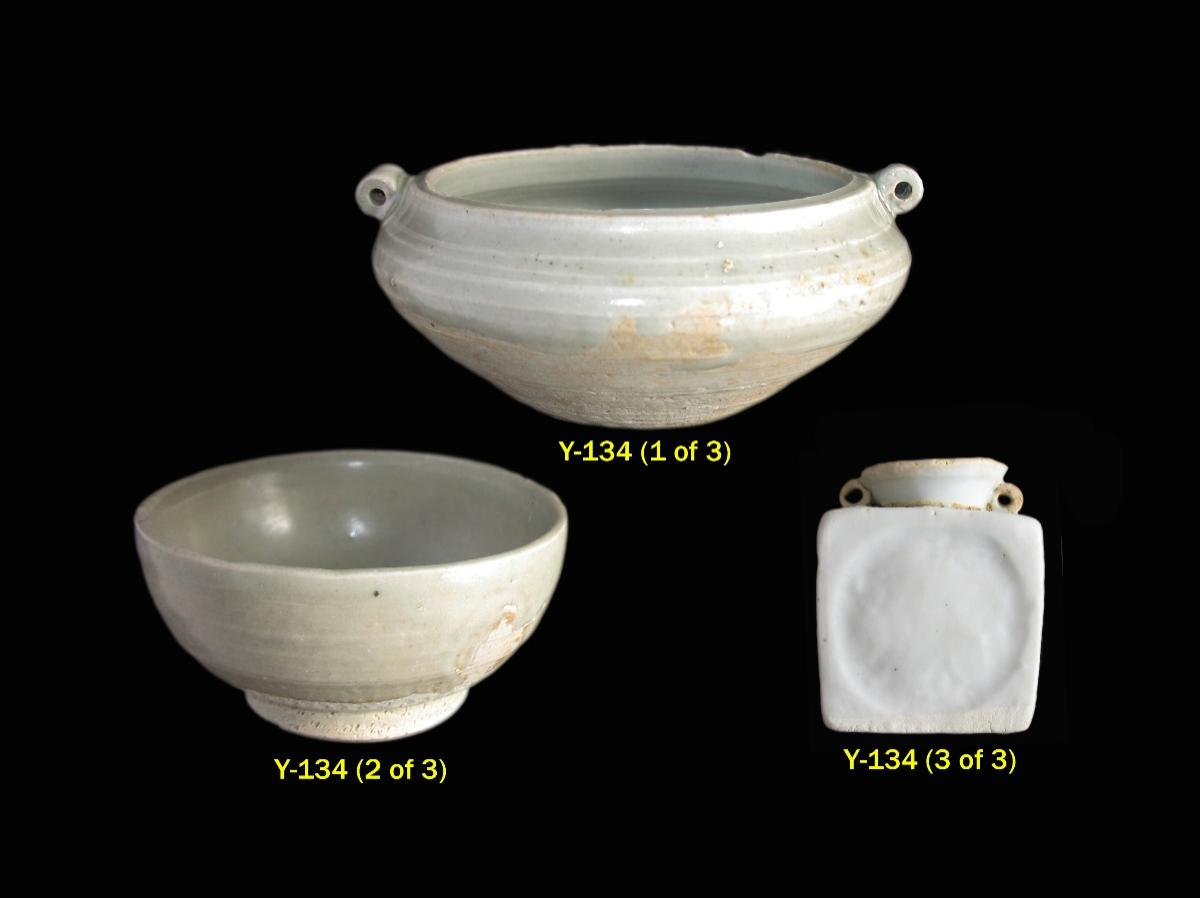 Y-134 (1 of 3)
Y-134 (2 of 3)
Y-134 (3 of 3)